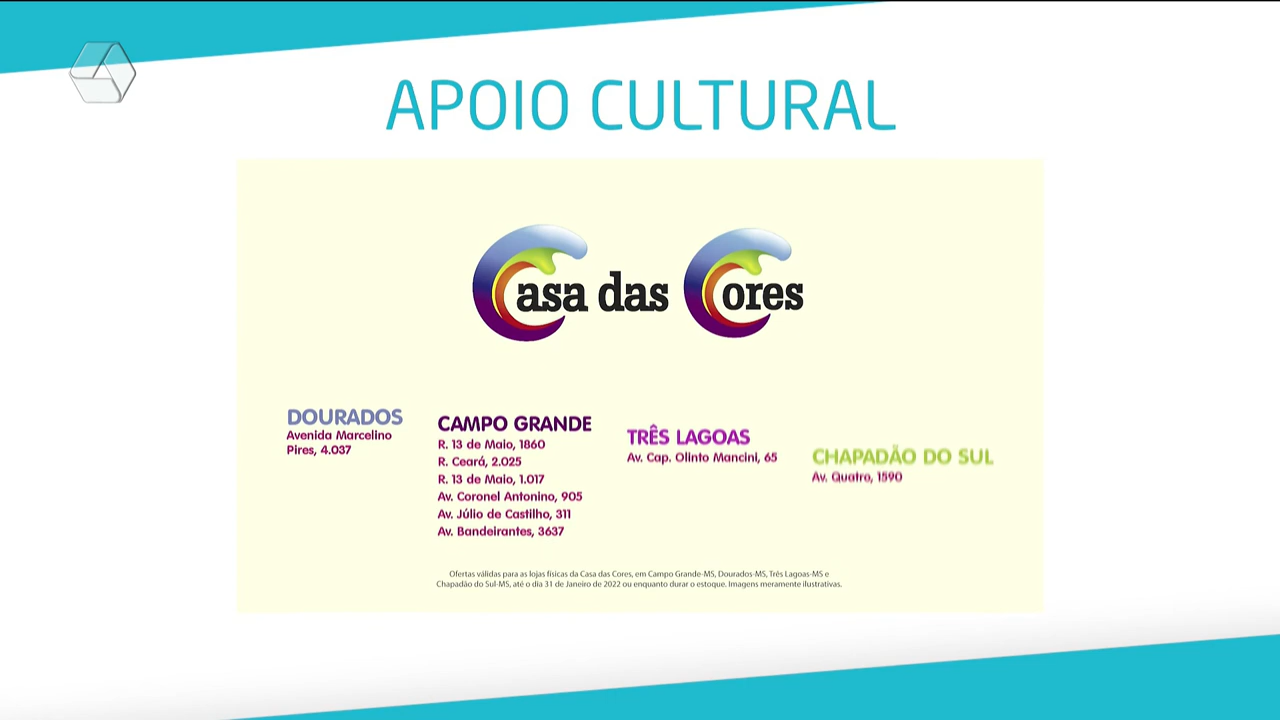 APOIO CULTURAL
Casa das Cores
DOURADOS
Avenida Marcelino
Pires, 4.037
CAMPO GRANDE
R. 13 de Maio, 1860
R. Ceará, 2.025
R. 13 de Maio, 1.017
Av. Coronel Antonino, 905
Av. Júlio de Castilho, 311
Av. Bandeirantes, 3637
TRÊS LAGOAS
Av. Cap. Olinto Mancini, 65
CHAPADÃO DO SUL
Av. Quatro, 1590
Ofertas válidas para as lojas físicas da Casa das Cores, em Campo Grande-MS, Dourados-MS, Três Lagoas-MS e
Chapadão do Sul-MS, até o dia 31 de Janeiro de 2022 ou enquanto durar o estoque. Imagens meramente ilustrativas.